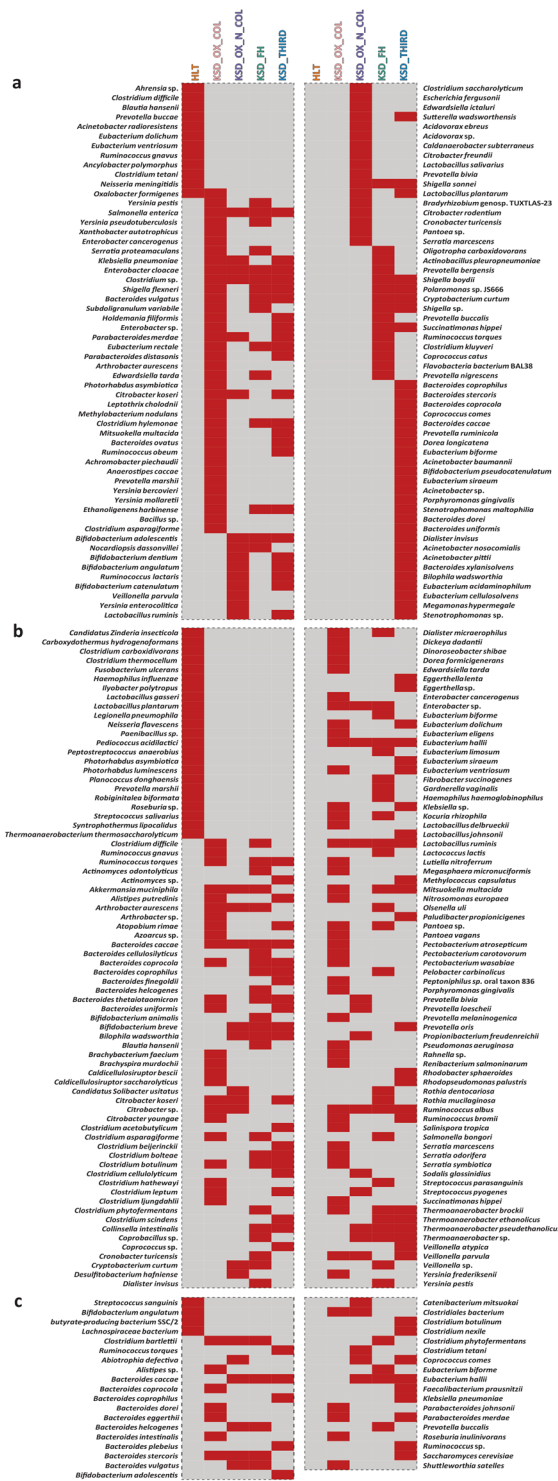 HLT
KSD_OX_COL
KSD_OX_N_COL
KSD_FH
KSD_THIRD
HLT
KSD_OX_COL
KSD_OX_N_COL
KSD_FH
KSD_THIRD
a
Ahrensia sp.
Clostridium difficile
Blautia hansenii
Prevotella buccae
Acinetobacter radioresistens
Eubacterium dolichum
Eubacterium ventriosum
Ruminococcus gnavus
Ancylobacter polymorphus
Clostridium tetani
Neisseria meningitidis
Oxalobacter formigenes
Yersinia pestis
Salmonella enterica
Yersinia pseudotuberculosis
Xanthobacter autotrophicus
Enterobacter cancerogenus
Serratia proteamaculans
Klebsiella pneumoniae
Enterobacter cloacae
Clostridium sp.
Shigella flexneri
Bacteroides vulgatus
Subdoligranulum variabile
Holdemania filiformis
Enterobacter sp.
Parabacteroides merdae
Eubacterium rectale
Parabacteroides distasonis
Arthrobacter aurescens
Edwardsiella tarda
Photorhabdus asymbiotica
Citrobacter koseri
Leptothrix cholodnii
Methylobacterium nodulans
Clostridium hylemonae
Mitsuokella multacida
Bacteroides ovatus
Ruminococcus obeum
Achromobacter piechaudii
Anaerostipes caccae
Prevotella marshii
Yersinia bercovieri
Yersinia mollaretii
Ethanoligenens harbinense
Bacillus sp.
Clostridium asparagiforme
Bifidobacterium adolescentis
Nocardiopsis dassonvillei
Bifidobacterium dentium
Bifidobacterium angulatum
Ruminococcus lactaris
Bifidobacterium catenulatum
Veillonella parvula
Yersinia enterocolitica
Lactobacillus ruminis
Clostridium saccharolyticum
Escherichia fergusonii
Edwardsiella ictaluri
Sutterella wadsworthensis
Acidovorax ebreus
Acidovorax sp.
Caldanaerobacter subterraneus
Citrobacter freundii
Lactobacillus salivarius
Prevotella bivia
Shigella sonnei
Lactobacillus plantarum
Bradyrhizobium genosp. TUXTLAS-23
Citrobacter rodentium
Cronobacter turicensis
Pantoea sp.
Serratia marcescens
Oligotropha carboxidovorans
Actinobacillus pleuropneumoniae
Prevotella bergensis
Shigella boydii
Polaromonas sp. JS666
Cryptobacterium curtum
Shigella sp.
Prevotella buccalis
Succinatimonas hippei
Ruminococcus torques
Clostridium kluyveri
Coprococcus catus
Flavobacteria bacterium BAL38
Prevotella nigrescens
Bacteroides coprophilus
Bacteroides stercoris
Bacteroides coprocola
Coprococcus comes
Bacteroides caccae
Prevotella ruminicola
Dorea longicatena
Eubacterium biforme
Acinetobacter baumannii
Bifidobacterium pseudocatenulatum
Eubacterium siraeum
Acinetobacter sp.
Porphyromonas gingivalis
Stenotrophomonas maltophilia
Bacteroides dorei
Bacteroides uniformis
Dialister invisus
Acinetobacter nosocomialis
Acinetobacter pittii
Bacteroides xylanisolvens
Bilophila wadsworthia
Eubacterium acidaminophilum
Eubacterium cellulosolvens
Megamonas hypermegale
Stenotrophomonas sp.
b
Candidatus Zinderia insecticola
Carboxydothermus hydrogenoformans
Clostridium carboxidivorans
Clostridium thermocellum
Fusobacterium ulcerans
Haemophilus influenzae
Ilyobacter polytropus
Lactobacillus gasseri
Lactobacillus plantarum
Legionella pneumophila
Neisseria flavescens
Paenibacillus sp.
Pediococcus acidilactici
Peptostreptococcus anaerobius
Photorhabdus asymbiotica
Photorhabdus luminescens
Planococcus donghaensis
Prevotella marshii
Robiginitalea biformata
Roseburia sp.
Streptococcus salivarius
Syntrophothermus lipocalidus
Thermoanaerobacterium thermosaccharolyticum
Clostridium difficile
Ruminococcus gnavus
Ruminococcus torques
Actinomyces odontolyticus
Actinomyces sp.
Akkermansia muciniphila
Alistipes putredinis
Arthrobacter aurescens
Arthrobacter sp.
Atopobium rimae
Azoarcus sp.
Bacteroides caccae
Bacteroides cellulosilyticus
Bacteroides coprocola
Bacteroides coprophilus
Bacteroides finegoldii
Bacteroides helcogenes
Bacteroides thetaiotaomicron
Bacteroides uniformis
Bifidobacterium animalis
Bifidobacterium breve
Bilophila wadsworthia
Blautia hansenii
Brachybacterium faecium
Brachyspira murdochii
Caldicellulosiruptor bescii
Caldicellulosiruptor saccharolyticus
Candidatus Solibacter usitatus
Citrobacter koseri
Citrobacter sp.
Citrobacter youngae
Clostridium acetobutylicum
Clostridium asparagiforme
Clostridium beijerinckii
Clostridium bolteae
Clostridium botulinum
Clostridium cellulolyticum
Clostridium hathewayi
Clostridium leptum
Clostridium ljungdahlii
Clostridium phytofermentans
Clostridium scindens
Collinsella intestinalis
Coprobacillus sp.
Coprococcus sp.
Cronobacter turicensis
Cryptobacterium curtum
Desulfitobacterium hafniense
Dialister invisus
Dialister micraerophilus
Dickeya dadantii
Dinoroseobacter shibae
Dorea formicigenerans
Edwardsiella tarda
Eggerthella lenta
Eggerthella sp.
Enterobacter cancerogenus
Enterobacter sp.
Eubacterium biforme
Eubacterium dolichum
Eubacterium eligens
Eubacterium hallii
Eubacterium limosum
Eubacterium siraeum
Eubacterium ventriosum
Fibrobacter succinogenes
Gardnerella vaginalis
Haemophilus haemoglobinophilus
Klebsiella sp.
Kocuria rhizophila
Lactobacillus delbrueckii
Lactobacillus johnsonii
Lactobacillus ruminis
Lactococcus lactis
Lutiella nitroferrum
Megasphaera micronuciformis
Methylococcus capsulatus
Mitsuokella multacida
Nitrosomonas europaea
Olsenella uli
Paludibacter propionicigenes
Pantoea sp.
Pantoea vagans
Pectobacterium atrosepticum
Pectobacterium carotovorum
Pectobacterium wasabiae
Pelobacter carbinolicus
Peptoniphilus sp. oral taxon 836
Porphyromonas gingivalis
Prevotella bivia
Prevotella loescheii
Prevotella melaninogenica
Prevotella oris
Propionibacterium freudenreichii
Pseudomonas aeruginosa
Rahnella sp.
Renibacterium salmoninarum
Rhodobacter sphaeroides
Rhodopseudomonas palustris
Rothia dentocariosa
Rothia mucilaginosa
Ruminococcus albus
Ruminococcus bromii
Salinispora tropica
Salmonella bongori
Serratia marcescens
Serratia odorifera
Serratia symbiotica
Sodalis glossinidius
Streptococcus parasanguinis
Streptococcus pyogenes
Succinatimonas hippei
Thermoanaerobacter brockii
Thermoanaerobacter ethanolicus
Thermoanaerobacter pseudethanolicus
Thermoanaerobacter sp.
Veillonella atypica
Veillonella parvula
Veillonella sp.
Yersinia frederiksenii
Yersinia pestis
c
Streptococcus sanguinis
Bifidobacterium angulatum
butyrate-producing bacterium SSC/2
Lachnospiraceae bacterium
Clostridium bartlettii
Ruminococcus torques
Abiotrophia defectiva
Alistipes sp.
Bacteroides caccae
Bacteroides coprocola
Bacteroides coprophilus
Bacteroides dorei
Bacteroides eggerthii
Bacteroides helcogenes
Bacteroides intestinalis
Bacteroides plebeius
Bacteroides stercoris
Bacteroides vulgatus
Bifidobacterium adolescentis
Catenibacterium mitsuokai
Clostridiales bacterium
Clostridium botulinum
Clostridium nexile
Clostridium phytofermentans
Clostridium tetani
Coprococcus comes
Eubacterium biforme
Eubacterium hallii
Faecalibacterium prausnitzii
Klebsiella pneumoniae
Parabacteroides johnsonii
Parabacteroides merdae
Prevotella buccalis
Roseburia inulinivorans
Ruminococcus sp.
Saccharomyces cerevisiae
Shuttleworthia satelles